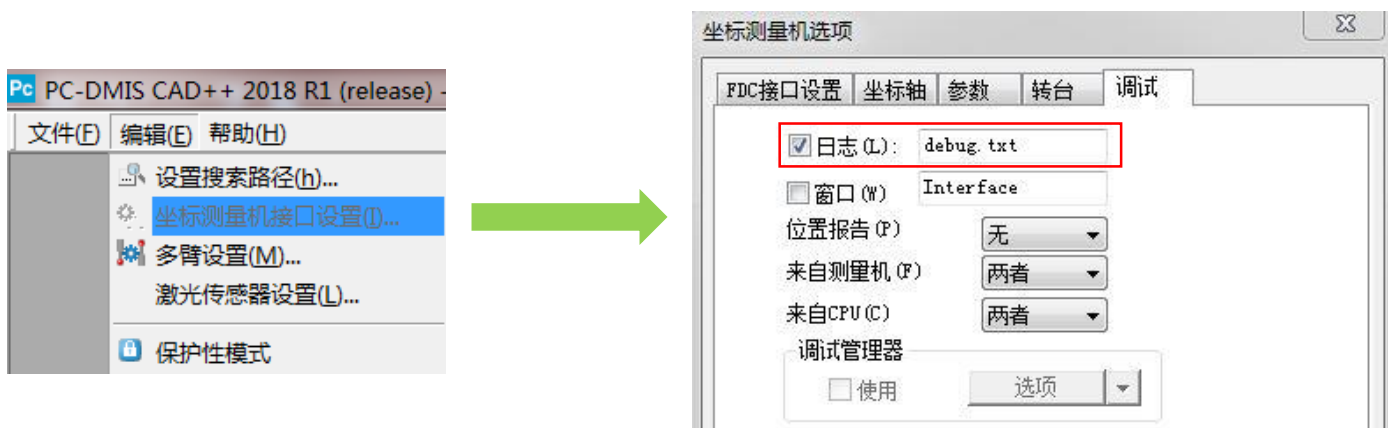 Pc PC-DMIS CAD++ 2018 R1 (release) -
文件(F) 编辑(E) 帮助(H)
设置搜索路径(h)...
坐标测量机接口设置(I)...
多臂设置(M)...
激光传感器设置(L)...
保护性模式
坐标测量机选项
FDC接口设置 坐标轴 参数 转台 调试
日志(L): debug.txt
窗口(W) Interface
位置报告(P) 无
来自测量机(F) 两者
来自CPU(C) 两者
调试管理器
使用 选项